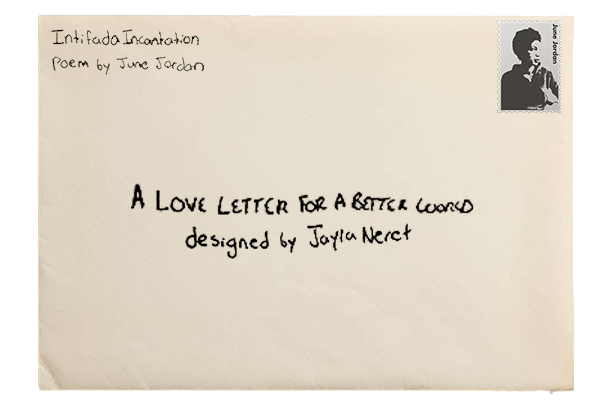 Intifada Incantation
Poem by June Jordan
June Jordan
A LOVE LETTER FOR A BETTER WORLD
designed by Jayla Neret